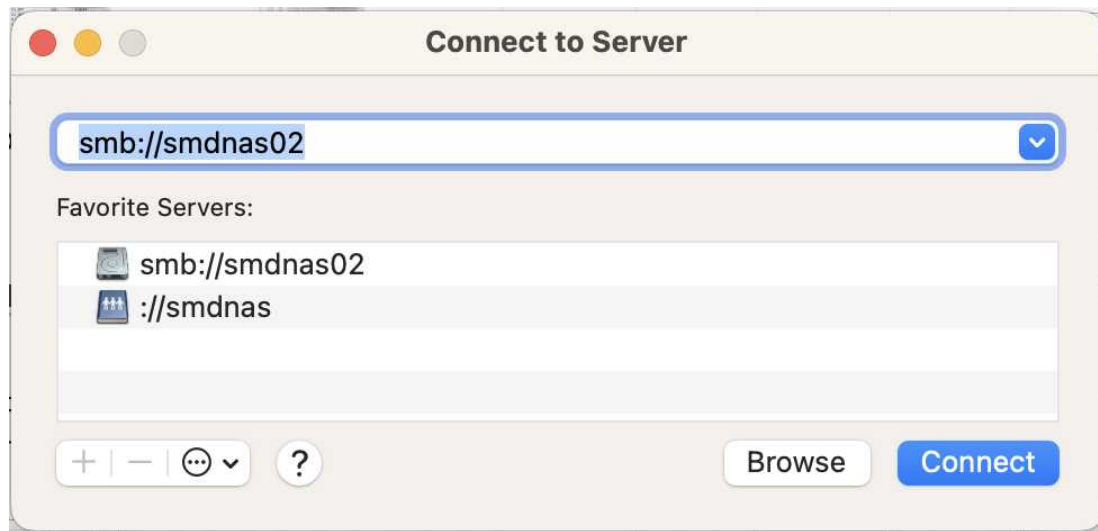 Connect to Server
smb://smdnas02
Favorite Servers:
smb://smdnas02
://smdnas
?
Browse
Connect